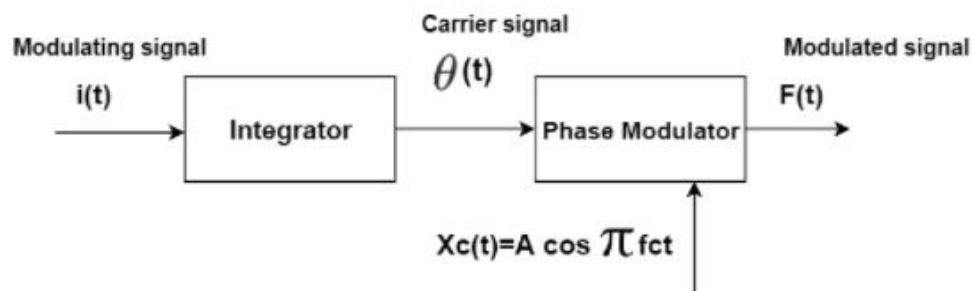 Carrier signal
Modulating signal
Modulated signal
θ(t)
i(t)
F(t)
Integrator
Phase Modulator
Xc(t)=A cos π fct